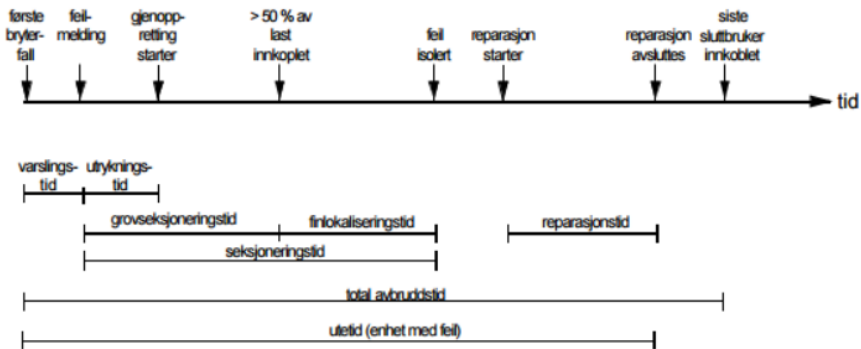 første
bryter-
fall
feil-
melding
gjenopp-
retting
starter
> 50 % av
last
innkoplet
feil
isolert
reparasjon
starter
reparasjon
avsluttes
siste
sluttbruker
innkoblet
tid
varslings-
tid
utryknings-
tid
grovseksjoneringstid
finlokaliseringstid
reparasjonstid
seksjoneringstid
total avbruddstid
utetid (enhet med feil)